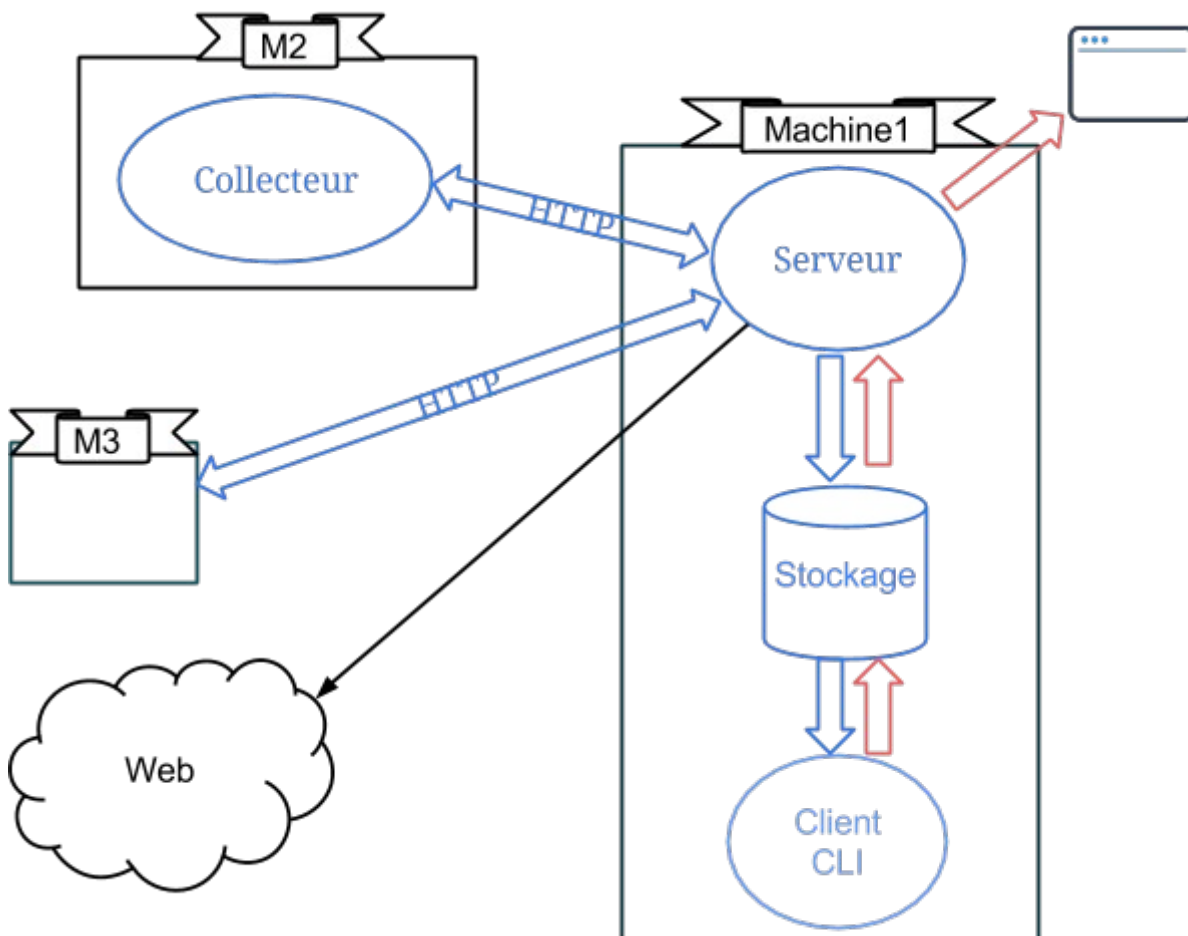 M2
Collecteur
HTTP
Machine1
Serveur
HTTP
M3
Stockage
Web
Client
CLI